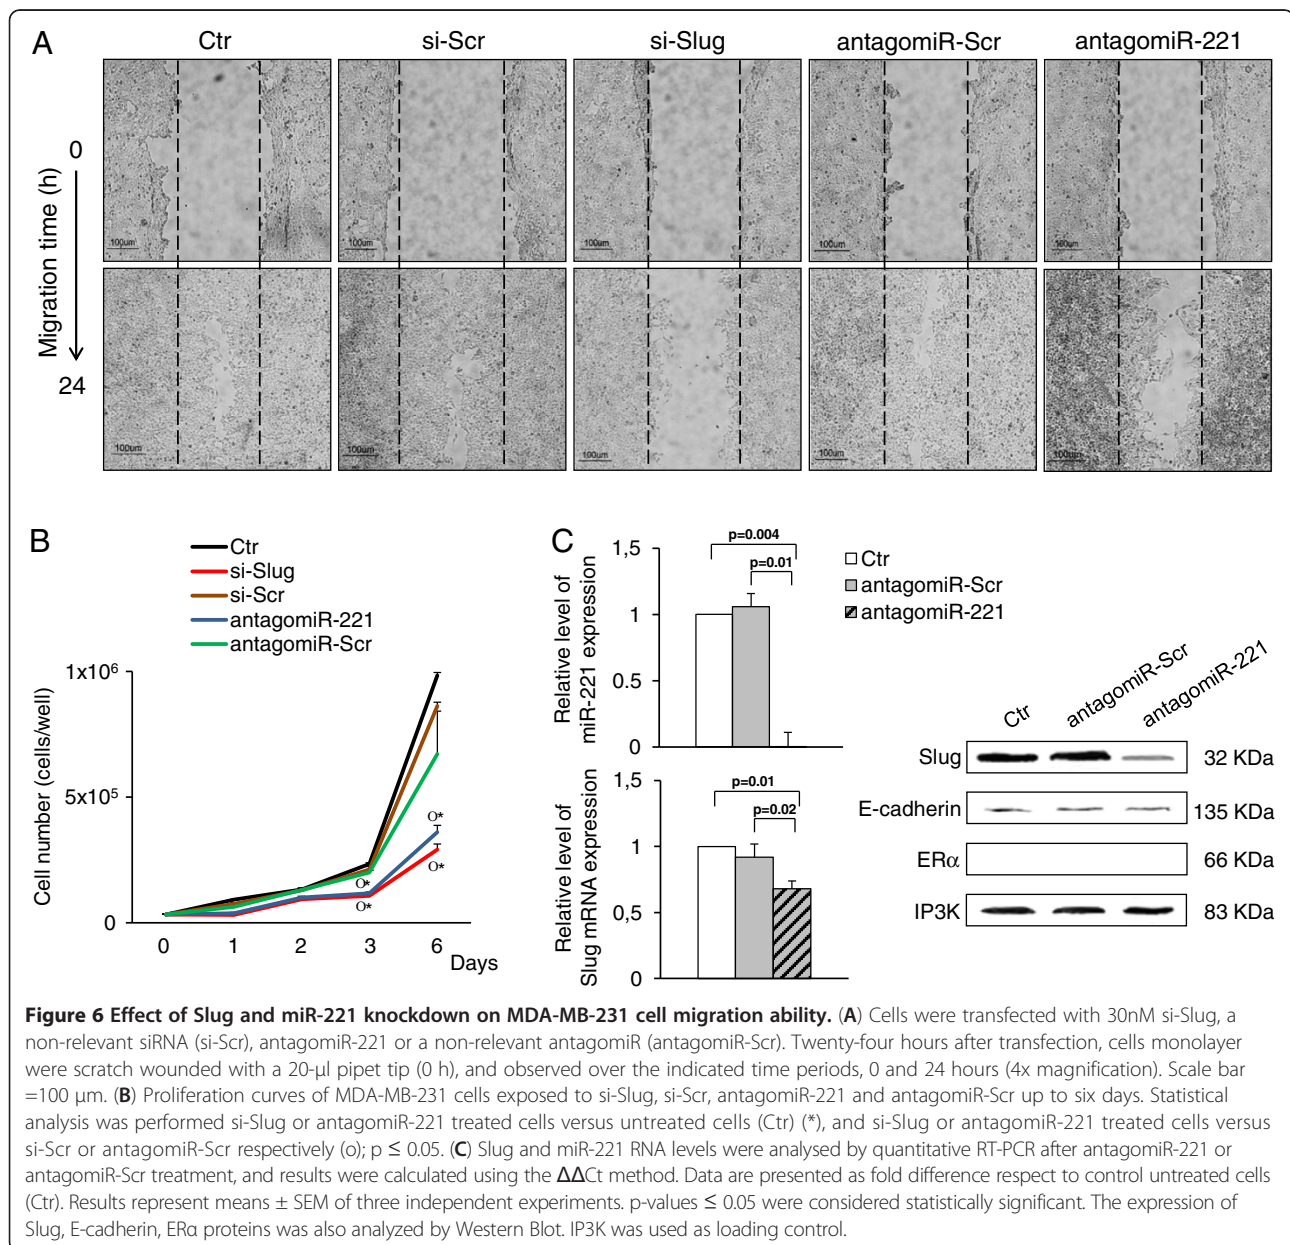 A
Ctr
si-Scr
si-Slug
antagomiR-Scr
antagomiR-221
Migration time (h)
0
24
100um
100um
100um
100um
100um
100um
100um
100um
100um
100um
B
Ctr
si-Slug
si-Scr
antagomiR-221
antagomiR-Scr
Cell number (cells/well)
1x10⁶
5x10⁵
0
O*
O*
O*
O*
0 1 2 3 6
Days
C
Relative level of
miR-221 expression
1,5
1
0.5
0
p=0.004
p=0.01
Ctr
antagomiR-Scr
antagomiR-221
Relative level of
Slug mRNA expression
1,5
1
0,5
0
p=0.01
p=0.02
Ctr
antagomiR-Scr
antagomiR-221
Slug 32 KDa
E-cadherin 135 KDa
ERα 66 KDa
IP3K 83 KDa
Figure 6 Effect of Slug and miR-221 knockdown on MDA-MB-231 cell migration ability. (A) Cells were transfected with 30nM si-Slug, a
non-relevant siRNA (si-Scr), antagomiR-221 or a non-relevant antagomiR (antagomiR-Scr). Twenty-four hours after transfection, cells monolayer
were scratch wounded with a 20-μl pipet tip (0 h), and observed over the indicated time periods, 0 and 24 hours (4x magnification). Scale bar
=100 μm. (B) Proliferation curves of MDA-MB-231 cells exposed to si-Slug, si-Scr, antagomiR-221 and antagomiR-Scr up to six days. Statistical
analysis was performed si-Slug or antagomiR-221 treated cells versus untreated cells (Ctr) (*), and si-Slug or antagomiR-221 treated cells versus
si-Scr or antagomiR-Scr respectively (o); p ≤ 0.05. (C) Slug and miR-221 RNA levels were analysed by quantitative RT-PCR after antagomiR-221 or
antagomiR-Scr treatment, and results were calculated using the ΔΔCt method. Data are presented as fold difference respect to control untreated cells
(Ctr). Results represent means ± SEM of three independent experiments. p-values ≤ 0.05 were considered statistically significant. The expression of
Slug, E-cadherin, ERα proteins was also analyzed by Western Blot. IP3K was used as loading control.